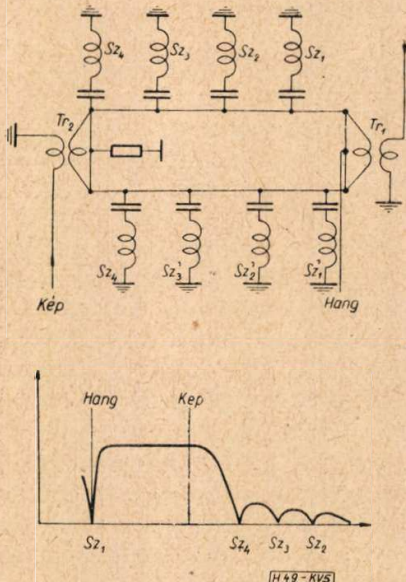 Sz₄ Sz₃ Sz₂ Sz₁
Tr₂ Tr₁
Sz₄ Sz₃' Sz₂' Sz₁'
Kép Hang
Hang Kep
Sz₁ Sz₄ Sz₃ Sz₂
H 49 - KV5